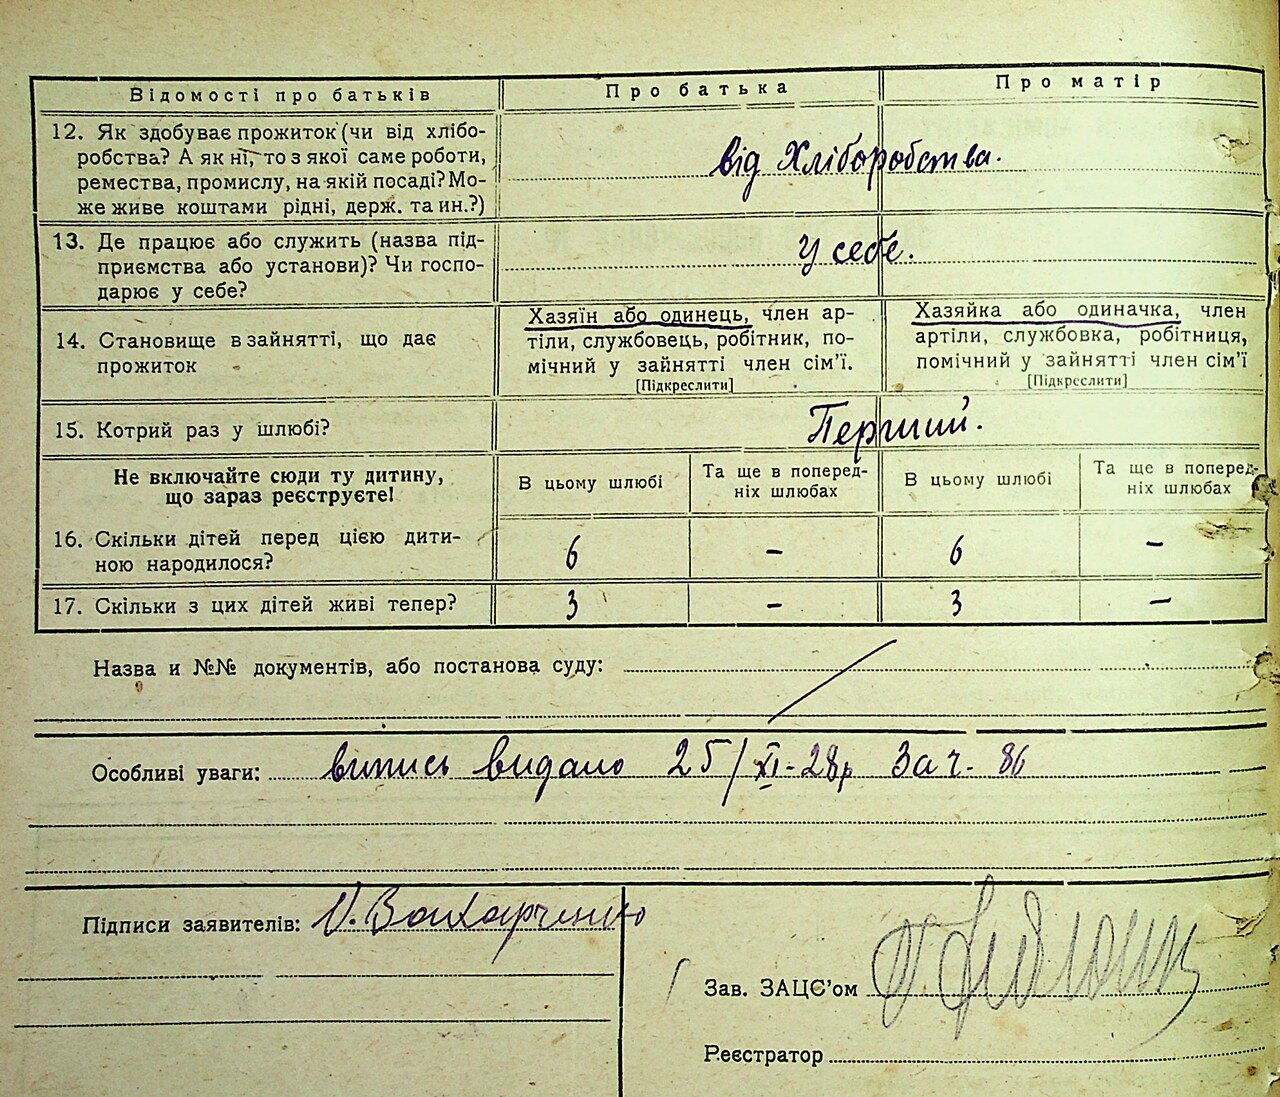 Відомості про батьків
Про батька
Про матір
12. Як здобуває прожиток (чи від хлібо-
робства? А як ні, то з якої саме роботи,
ремества, промислу, на якій посаді? Мо-
же живе коштами рідні, держ. та ин.?)
від Хліборобства.
13. Де працює або служить (назва під-
приємства або установи)? Чи госпо-
дарює у себе?
У себе.
14. Становище в зайнятті, що дає
прожиток
Хазяїн або одинець, член ар-
тіли, службовець, робітник, по-
мічний у зайнятті член сім’ї.
[Підкреслити]
Хазяйка або одиначка, член
артіли, службовка, робітниця,
помічний у зайнятті член сім’ї
[Підкреслити]
15. Котрий раз у шлюбі?
Перший.
Не включайте сюди ту дитину,
що зараз реєструєте!
В цьому шлюбі
Та ще в поперед-
ніх шлюбах
В цьому шлюбі
Та ще в поперед-
ніх шлюбах
16. Скільки дітей перед цією дити-
ною народилося?
6 - 6 -
17. Скільки з цих дітей живі тепер? 3 - 3 -
Назва и №№ документів, або постанова суду:
Особливі уваги: випись видано 25/XI-28р За ч. 86
Підписи заявителів:
Зав. ЗАЦС’ом
Реєстратор